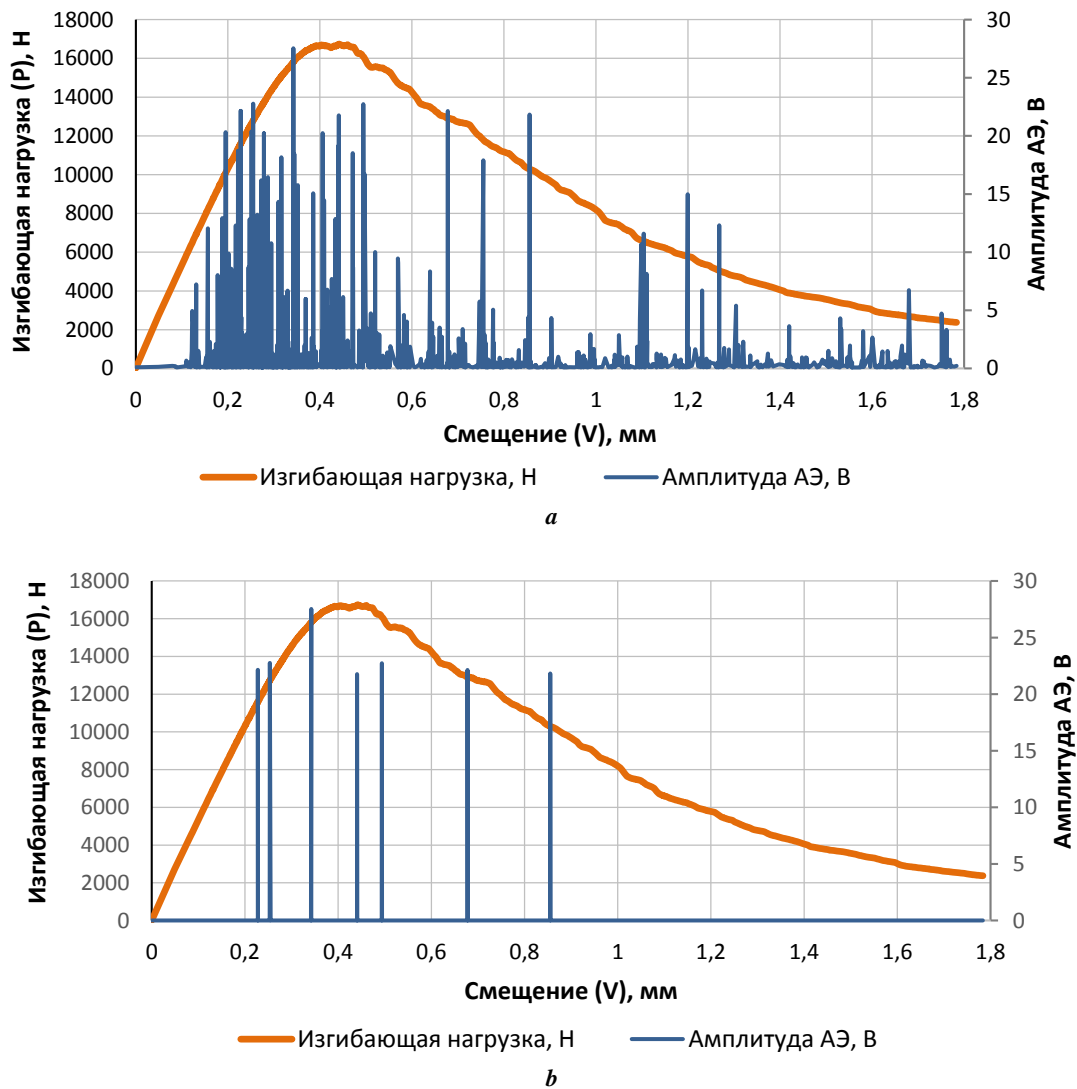 18000
16000
14000
12000
10000
8000
6000
4000
2000
0
Изгибающая нагрузка (P), Н
30
25
20
15
10
5
0
Амплитуда АЭ, В
0 0,2 0,4 0,6 0,8 1 1,2 1,4 1,6 1,8
Смещение (V), мм
Изгибающая нагрузка, Н Амплитуда АЭ, В
a
18000
16000
14000
12000
10000
8000
6000
4000
2000
0
Изгибающая нагрузка (P), Н
30
25
20
15
10
5
0
Амплитуда АЭ, В
0 0,2 0,4 0,6 0,8 1 1,2 1,4 1,6 1,8
Смещение (V), мм
Изгибающая нагрузка, Н Амплитуда АЭ, В
b